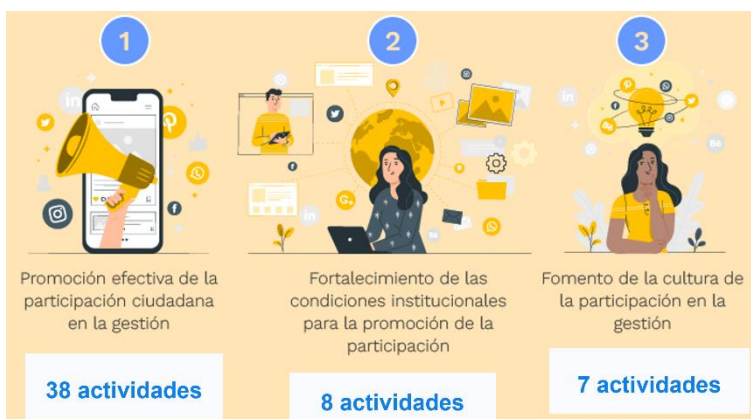 1
Promoción efectiva de la
participación ciudadana
en la gestión
38 actividades
2
Fortalecimiento de las
condiciones institucionales
para la promoción de la
participación
8 actividades
3
Fomento de la cultura de
la participación en la
gestión
7 actividades